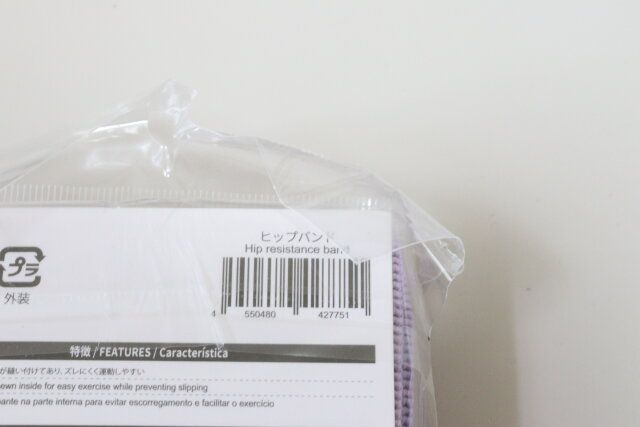 ヒップバンド
Hip resistance band
プラ
外装
4 550480 427751
特徴 / FEATURES / Característica
が縫い付けてあり、ズレにくく運動しやすい
ewn inside for easy exercise while preventing slipping
pante na parte interna para evitar escorregamento e facilitar o exercício